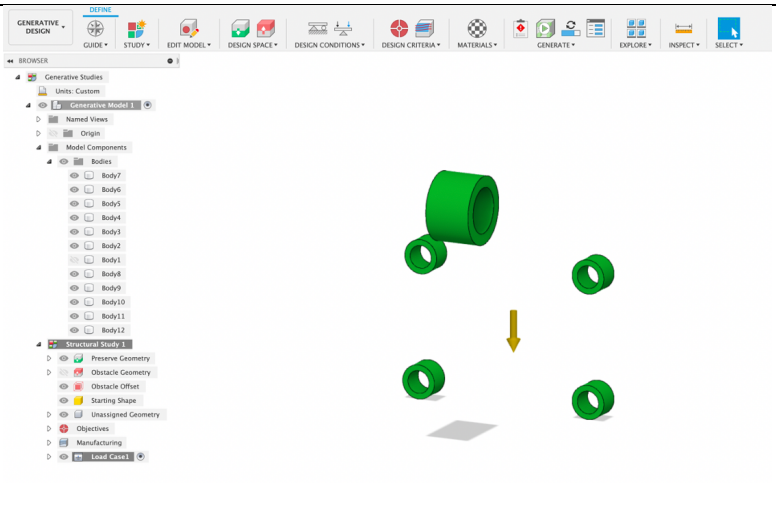 DEFINE
GENERATIVE DESIGN ▾
GUIDE ▾ STUDY ▾ EDIT MODEL ▾ DESIGN SPACE ▾ DESIGN CONDITIONS ▾ DESIGN CRITERIA ▾ MATERIALS ▾ GENERATE ▾ EXPLORE ▾ INSPECT ▾ SELECT ▾
BROWSER
Generative Studies
Units: Custom
Generative Model 1
Named Views
Origin
Model Components
Bodies
Body7
Body6
Body5
Body4
Body3
Body2
Body1
Body8
Body9
Body10
Body11
Body12
Structural Study 1
Preserve Geometry
Obstacle Geometry
Obstacle Offset
Starting Shape
Unassigned Geometry
Objectives
Manufacturing
Load Case1